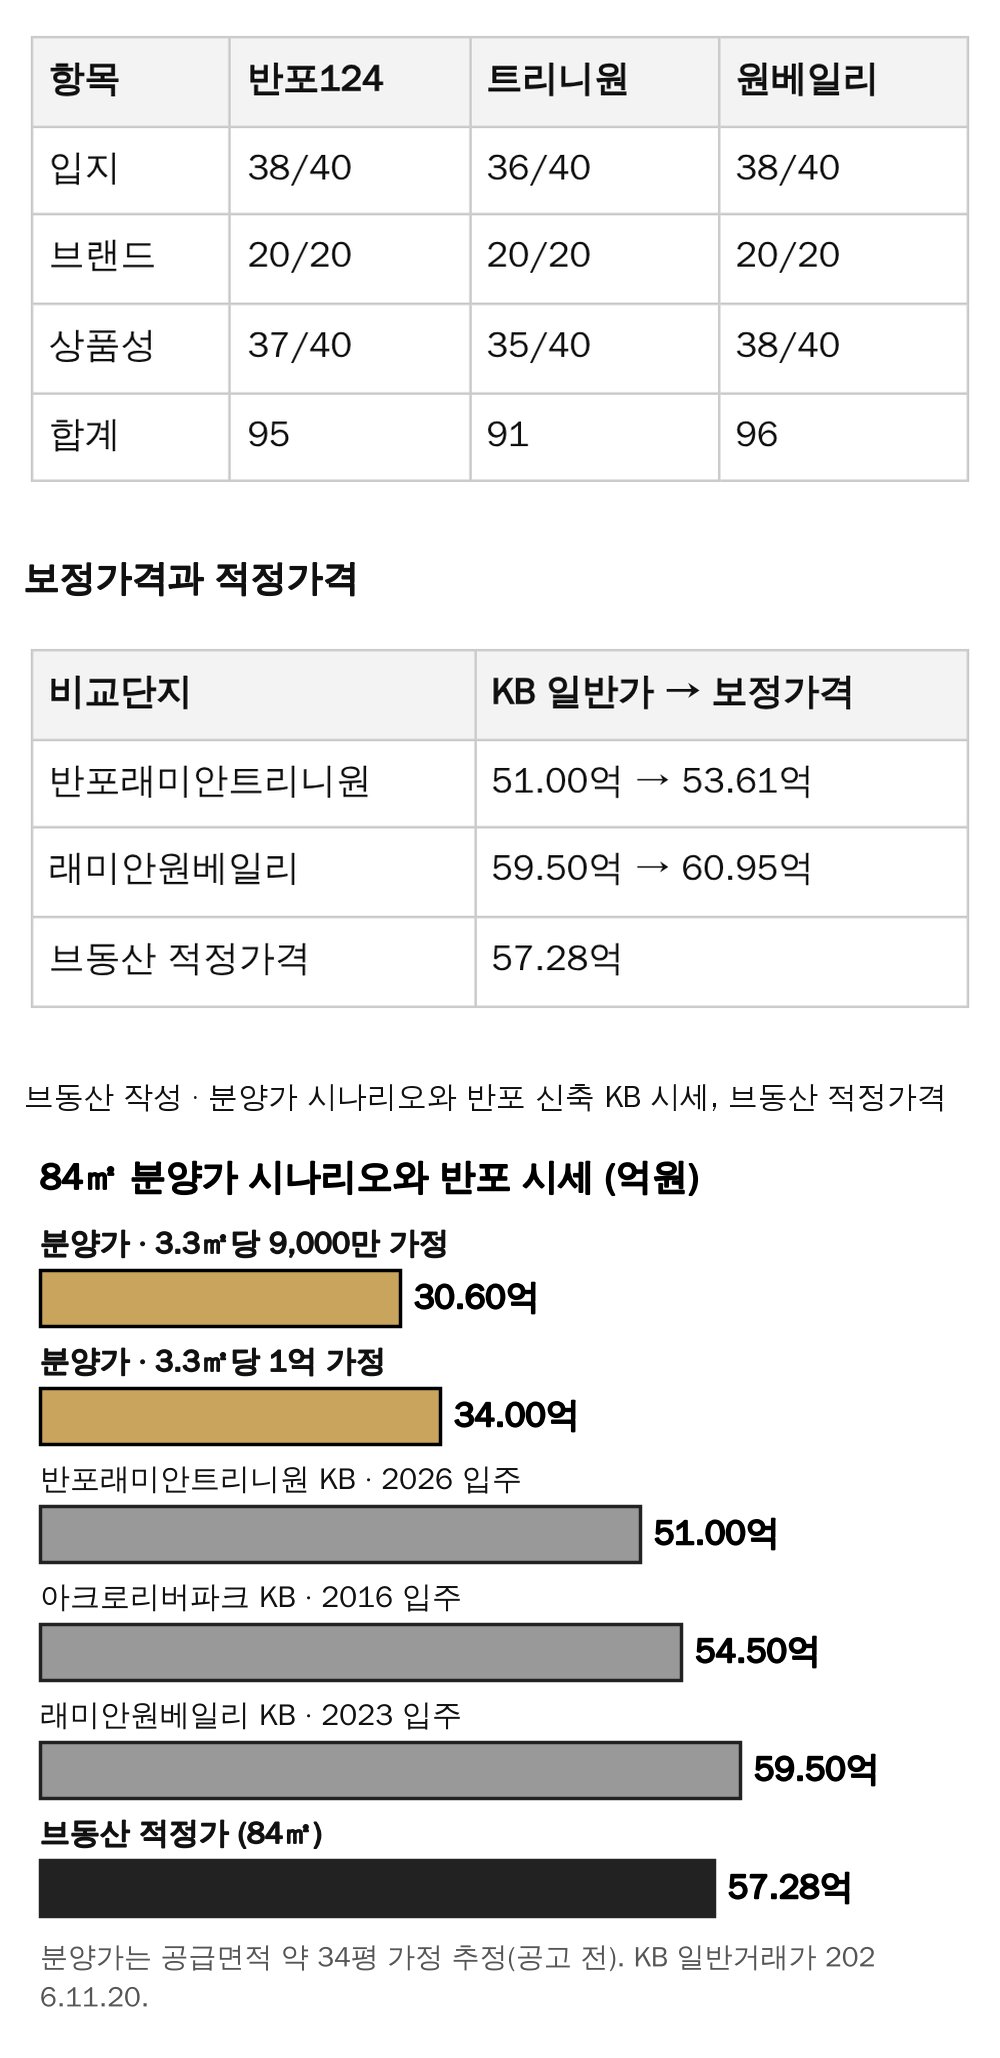 항목 반포124 트리니원 원베일리
입지 38/40 36/40 38/40
브랜드 20/20 20/20 20/20
상품성 37/40 35/40 38/40
합계 95 91 96
보정가격과 적정가격
비교단지 KB 일반가 → 보정가격
반포래미안트리니원 51.00억 → 53.61억
래미안원베일리 59.50억 → 60.95억
브동산 적정가격 57.28억
브동산 작성 · 분양가 시나리오와 반포 신축 KB 시세, 브동산 적정가격
84㎡ 분양가 시나리오와 반포 시세 (억원)
분양가 · 3.3㎡당 9,000만 가정
30.60억
분양가 · 3.3㎡당 1억 가정
34.00억
반포래미안트리니원 KB · 2026 입주
51.00억
아크로리버파크 KB · 2016 입주
54.50억
래미안원베일리 KB · 2023 입주
59.50억
브동산 적정가 (84㎡)
57.28억
분양가는 공급면적 약 34평 가정 추정(공고 전). KB 일반거래가 202
6.11.20.